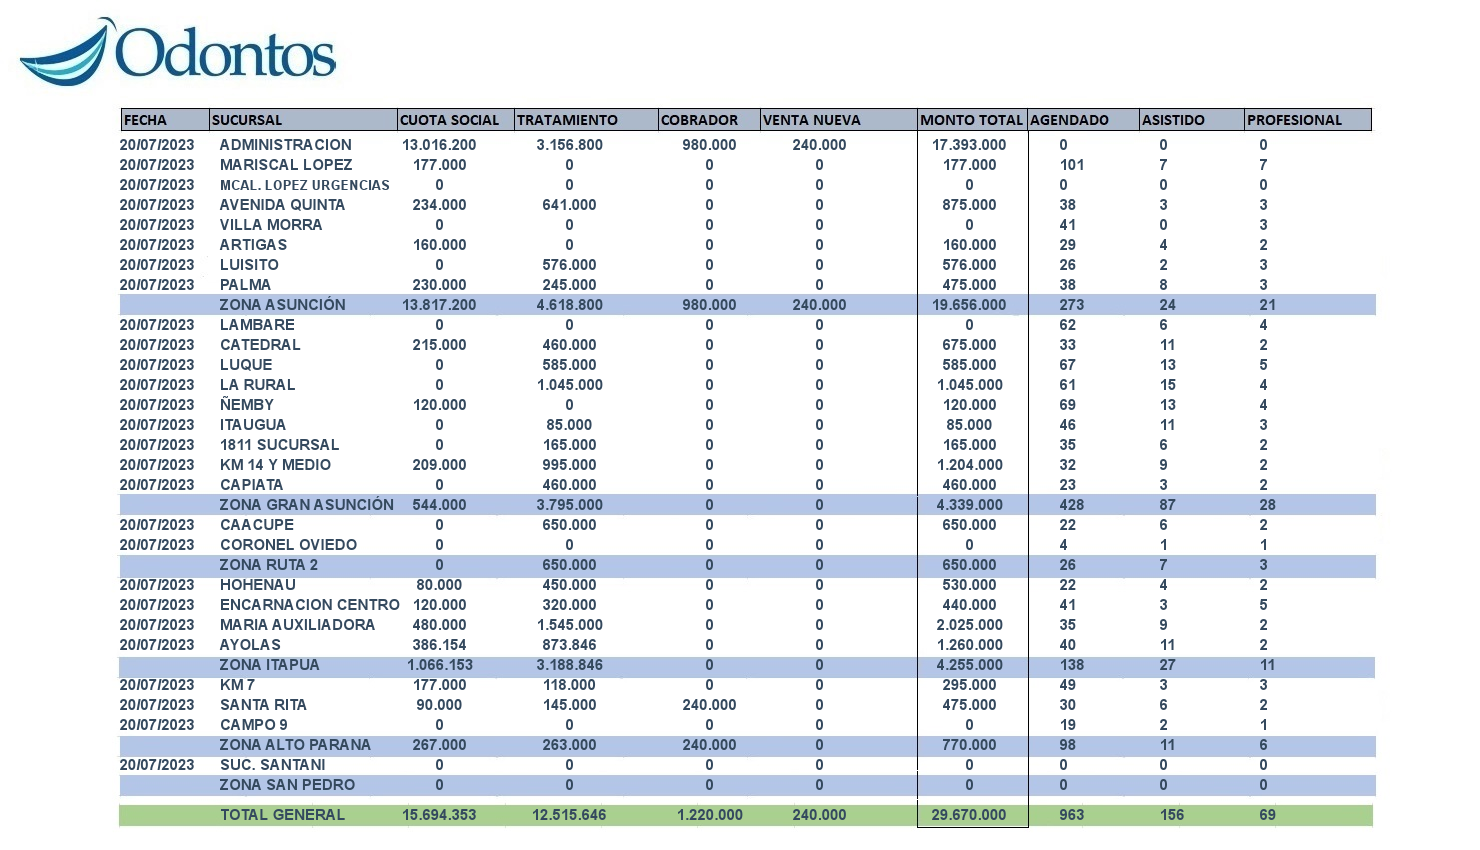 Odontos
FECHA SUCURSAL CUOTA SOCIAL TRATAMIENTO COBRADOR VENTA NUEVA MONTO TOTAL AGENDADO ASISTIDO PROFESIONAL
20/07/2023 ADMINISTRACION 13.016.200 3.156.800 980.000 240.000 17.393.000 0 0 0
20/07/2023 MARISCAL LOPEZ 177.000 0 0 0 177.000 101 7 7
20/07/2023 MCAL. LOPEZ URGENCIAS 0 0 0 0 0 0 0 0
20/07/2023 AVENIDA QUINTA 234.000 641.000 0 0 875.000 38 3 3
20/07/2023 VILLA MORRA 0 0 0 0 0 41 0 3
20/07/2023 ARTIGAS 160.000 0 0 0 160.000 29 4 2
20/07/2023 LUISITO 0 576.000 0 0 576.000 26 2 3
20/07/2023 PALMA 230.000 245.000 0 0 475.000 38 8 3
ZONA ASUNCIÓN 13.817.200 4.618.800 980.000 240.000 19.656.000 273 24 21
20/07/2023 LAMBARE 0 0 0 0 0 62 6 4
20/07/2023 CATEDRAL 215.000 460.000 0 0 675.000 33 11 2
20/07/2023 LUQUE 0 585.000 0 0 585.000 67 13 5
20/07/2023 LA RURAL 0 1.045.000 0 0 1.045.000 61 15 4
20/07/2023 ÑEMBY 120.000 0 0 0 120.000 69 13 4
20/07/2023 ITAUGUA 0 85.000 0 0 85.000 46 11 3
20/07/2023 1811 SUCURSAL 0 165.000 0 0 165.000 35 6 2
20/07/2023 KM 14 Y MEDIO 209.000 995.000 0 0 1.204.000 32 9 2
20/07/2023 CAPIATA 0 460.000 0 0 460.000 23 3 2
ZONA GRAN ASUNCIÓN 544.000 3.795.000 0 0 4.339.000 428 87 28
20/07/2023 CAACUPE 0 650.000 0 0 650.000 22 6 2
20/07/2023 CORONEL OVIEDO 0 0 0 0 0 4 1 1
ZONA RUTA 2 0 650.000 0 0 650.000 26 7 3
20/07/2023 HOHENAU 80.000 450.000 0 0 530.000 22 4 2
20/07/2023 ENCARNACION CENTRO 120.000 320.000 0 0 440.000 41 3 5
20/07/2023 MARIA AUXILIADORA 480.000 1.545.000 0 0 2.025.000 35 9 2
20/07/2023 AYOLAS 386.154 873.846 0 0 1.260.000 40 11 2
ZONA ITAPUA 1.066.153 3.188.846 0 0 4.255.000 138 27 11
20/07/2023 KM 7 177.000 118.000 0 0 295.000 49 3 3
20/07/2023 SANTA RITA 90.000 145.000 240.000 0 475.000 30 6 2
20/07/2023 CAMPO 9 0 0 0 0 0 19 2 1
ZONA ALTO PARANA 267.000 263.000 240.000 0 770.000 98 11 6
20/07/2023 SUC. SANTANI 0 0 0 0 0 0 0 0
ZONA SAN PEDRO 0 0 0 0 0 0 0 0
TOTAL GENERAL 15.694.353 12.515.646 1.220.000 240.000 29.670.000 963 156 69